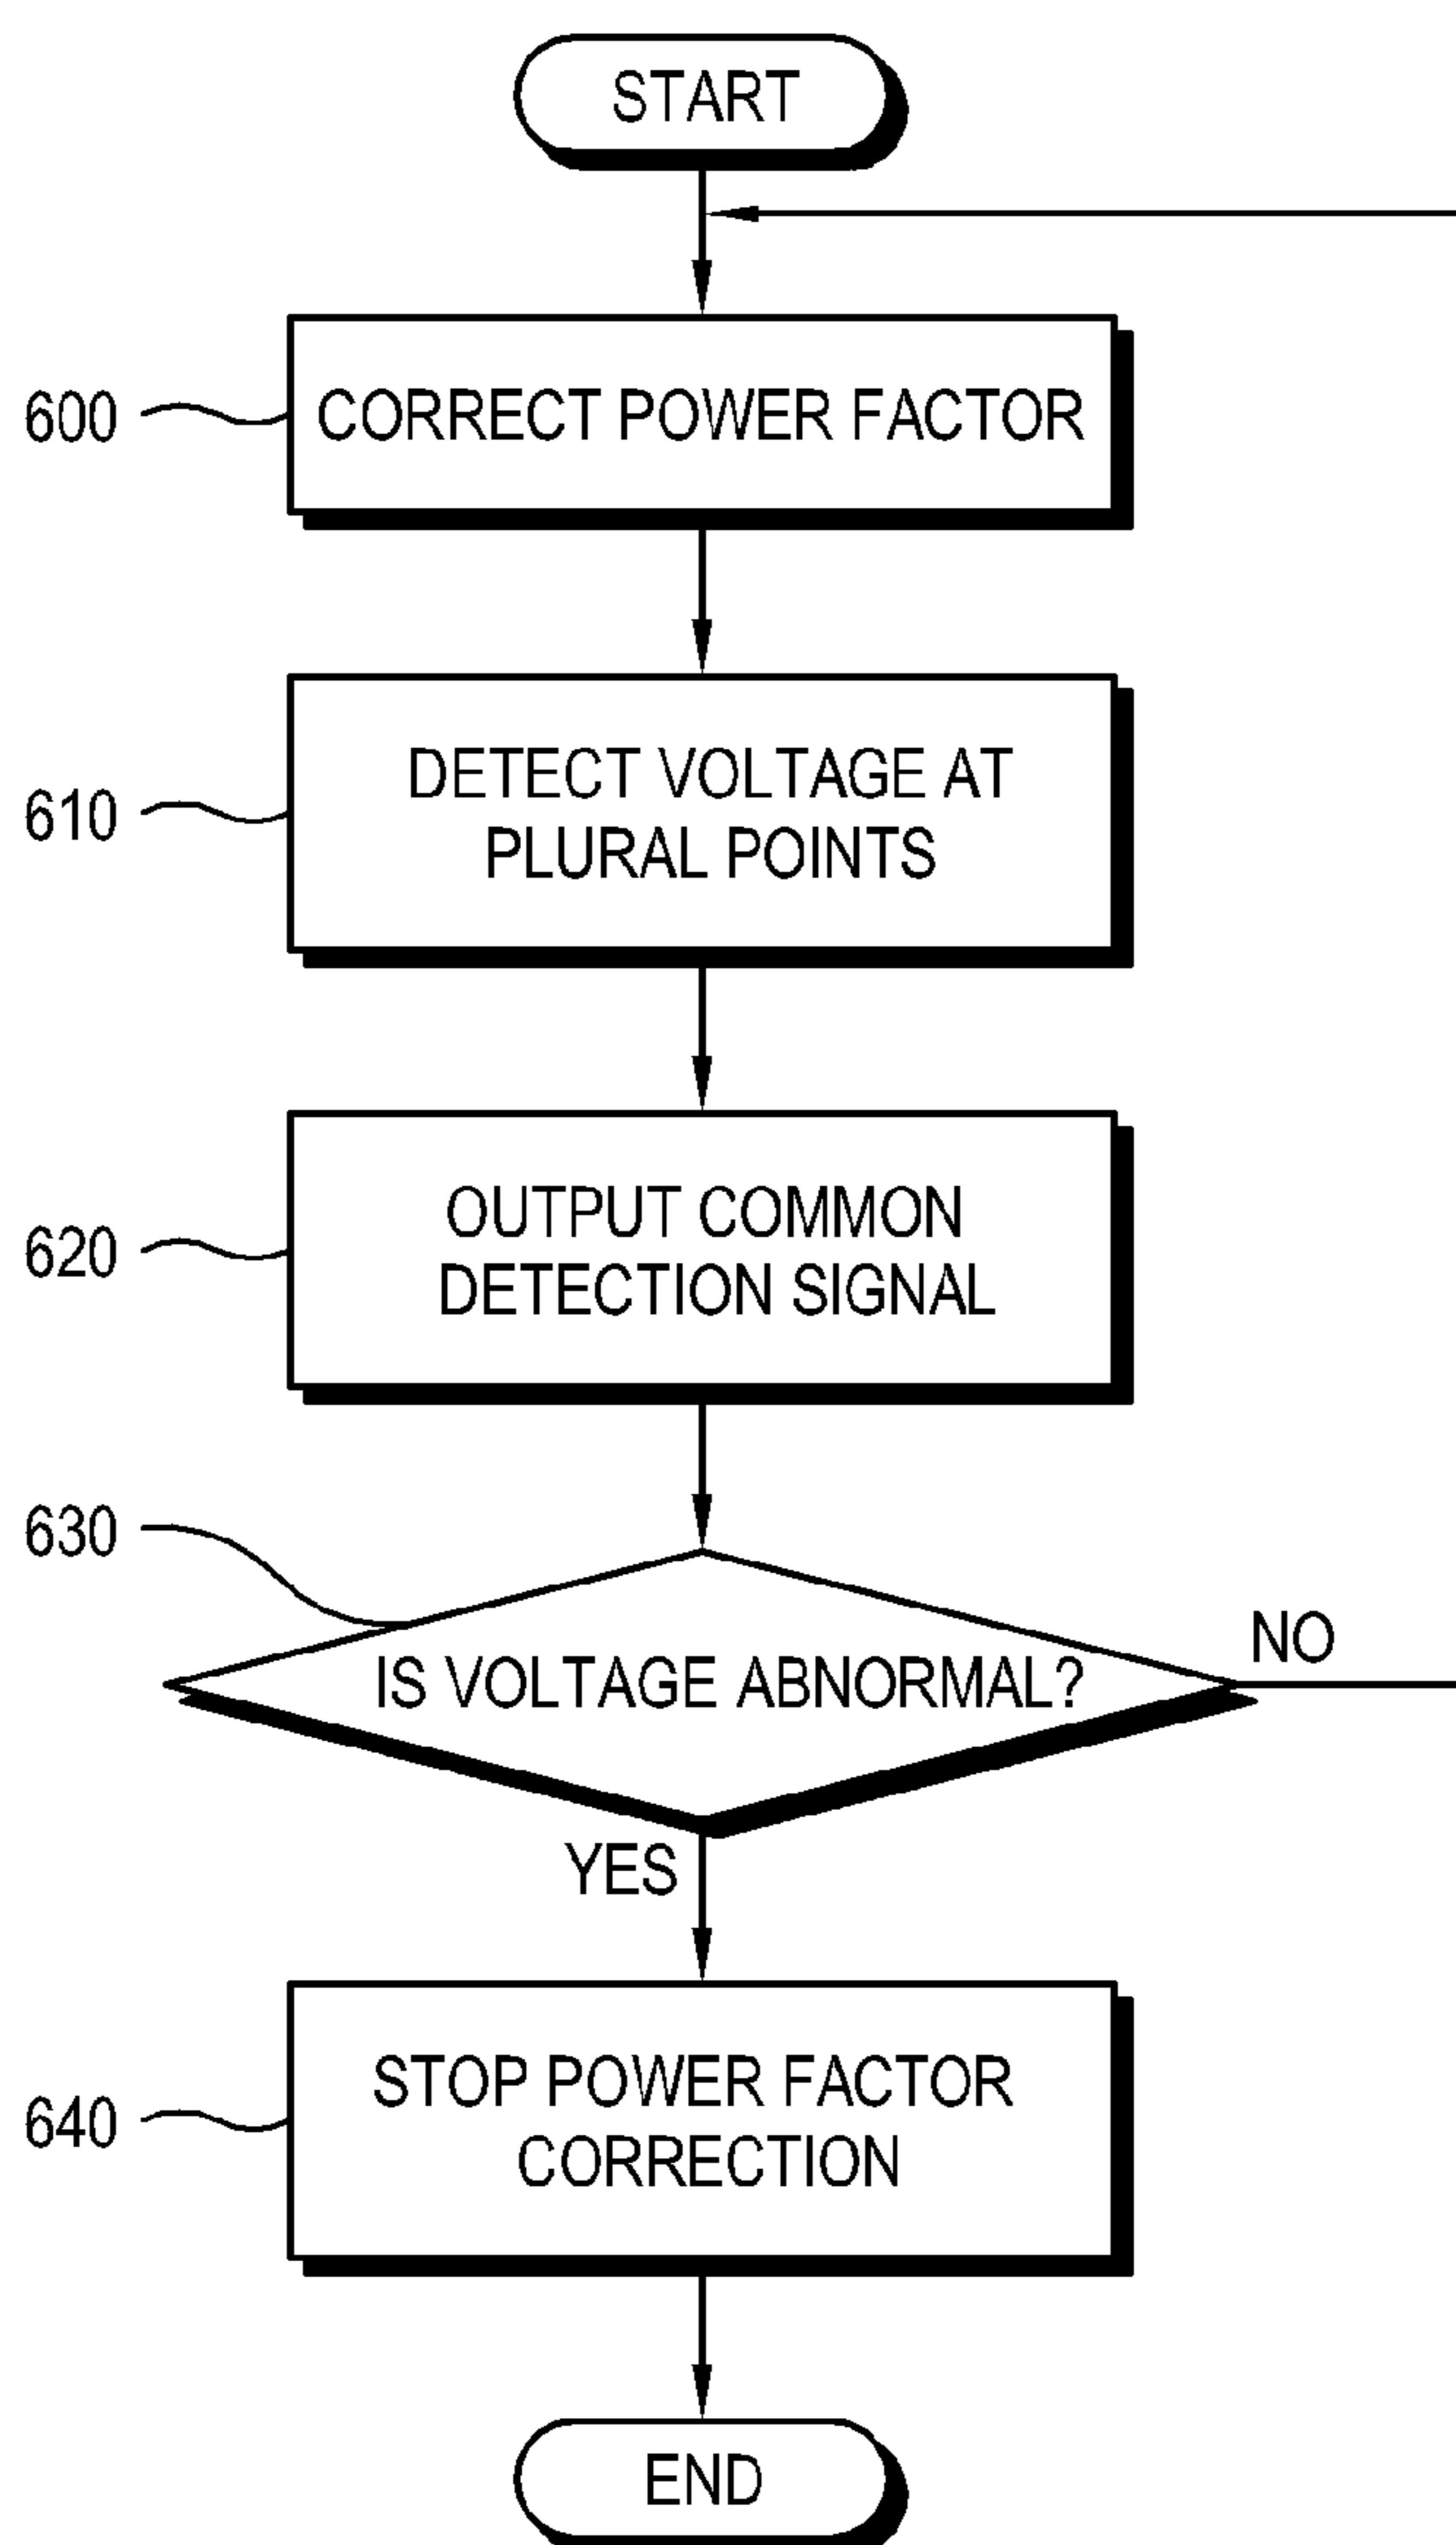 START
600
CORRECT POWER FACTOR
610
DETECT VOLTAGE AT
PLURAL POINTS
620
OUTPUT COMMON
DETECTION SIGNAL
630
IS VOLTAGE ABNORMAL?
NO
YES
640
STOP POWER FACTOR
CORRECTION
END